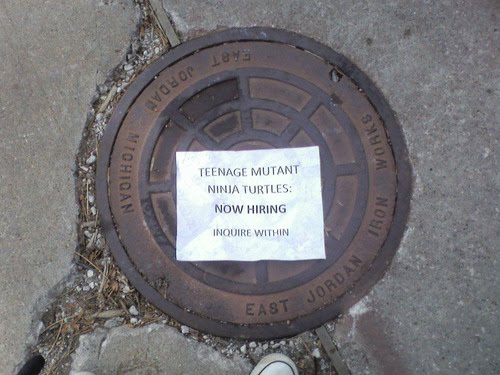 TEENAGE MUTANT
NINJA TURTLES:
NOW HIRING
INQUIRE WITHIN
EAST JORDAN
MICHIGAN
EAST JORDAN IRON WORKS